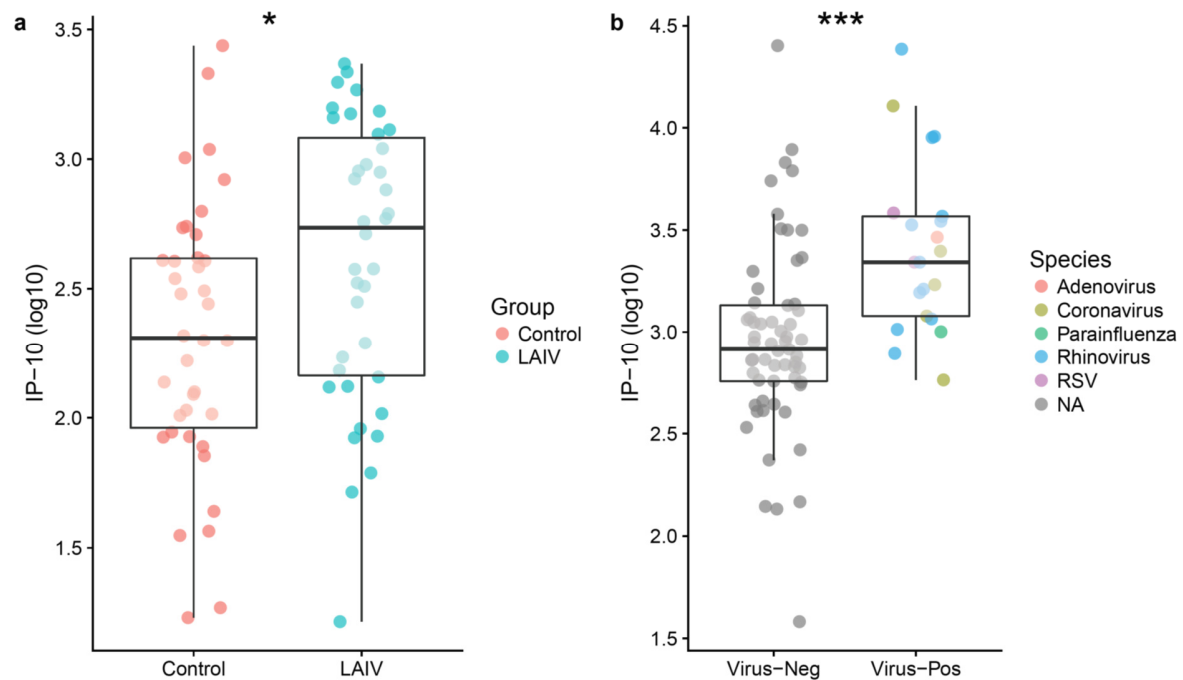 a
*
IP−10 (log10)
3.5
3.0
2.5
2.0
1.5
Control
LAIV
Group
Control
LAIV
b
***
IP−10 (log10)
4.5
4.0
3.5
3.0
2.5
2.0
1.5
Virus−Neg
Virus−Pos
Species
Adenovirus
Coronavirus
Parainfluenza
Rhinovirus
RSV
NA